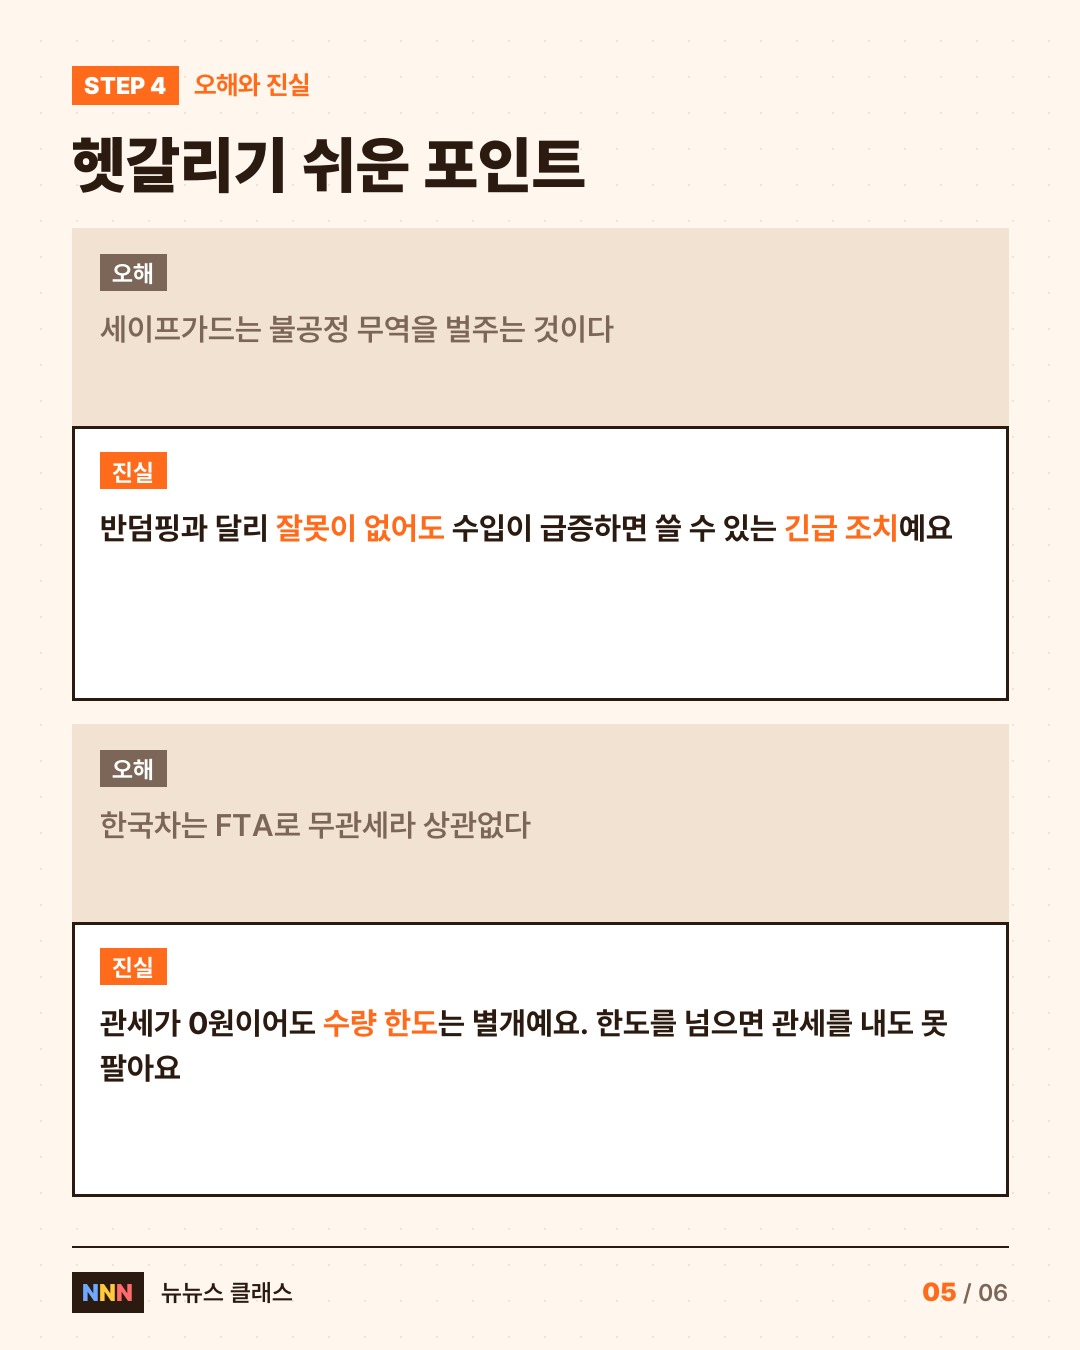 STEP 4 오해와 진실
헷갈리기 쉬운 포인트
오해
세이프가드는 불공정 무역을 벌주는 것이다
진실
반덤핑과 달리 잘못이 없어도 수입이 급증하면 쓸 수 있는 긴급 조치예요
오해
한국차는 FTA로 무관세라 상관없다
진실
관세가 0원이어도 수량 한도는 별개예요. 한도를 넘으면 관세를 내도 못
팔아요
NNN 뉴뉴스 클래스
05 / 06